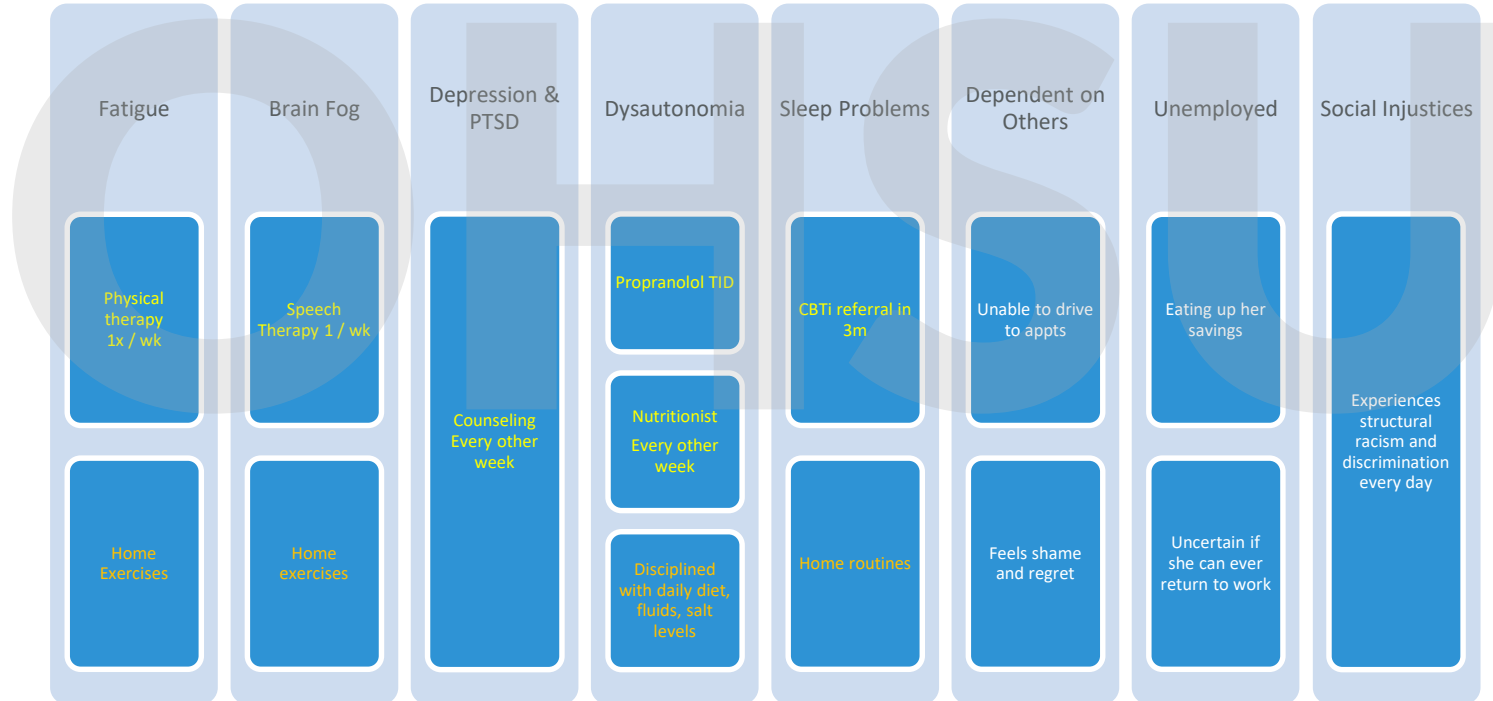 Fatigue
Physical
therapy
1x / wk
Home
Exercises
Brain Fog
Speech
Therapy 1 / wk
Home
exercises
Depression &
PTSD
Counseling
Every other
week
Dysautonomia
Propranolol TID
Nutritionist
Every other
week
Disciplined
with daily diet,
fluids, salt
levels
Sleep Problems
CBTi referral in
3m
Home routines
Dependent on
Others
Unable to drive
to appts
Feels shame
and regret
Unemployed
Eating up her
savings
Uncertain if
she can ever
return to work
Social Injustices
Experiences
structural
racism and
discrimination
every day
OHSU